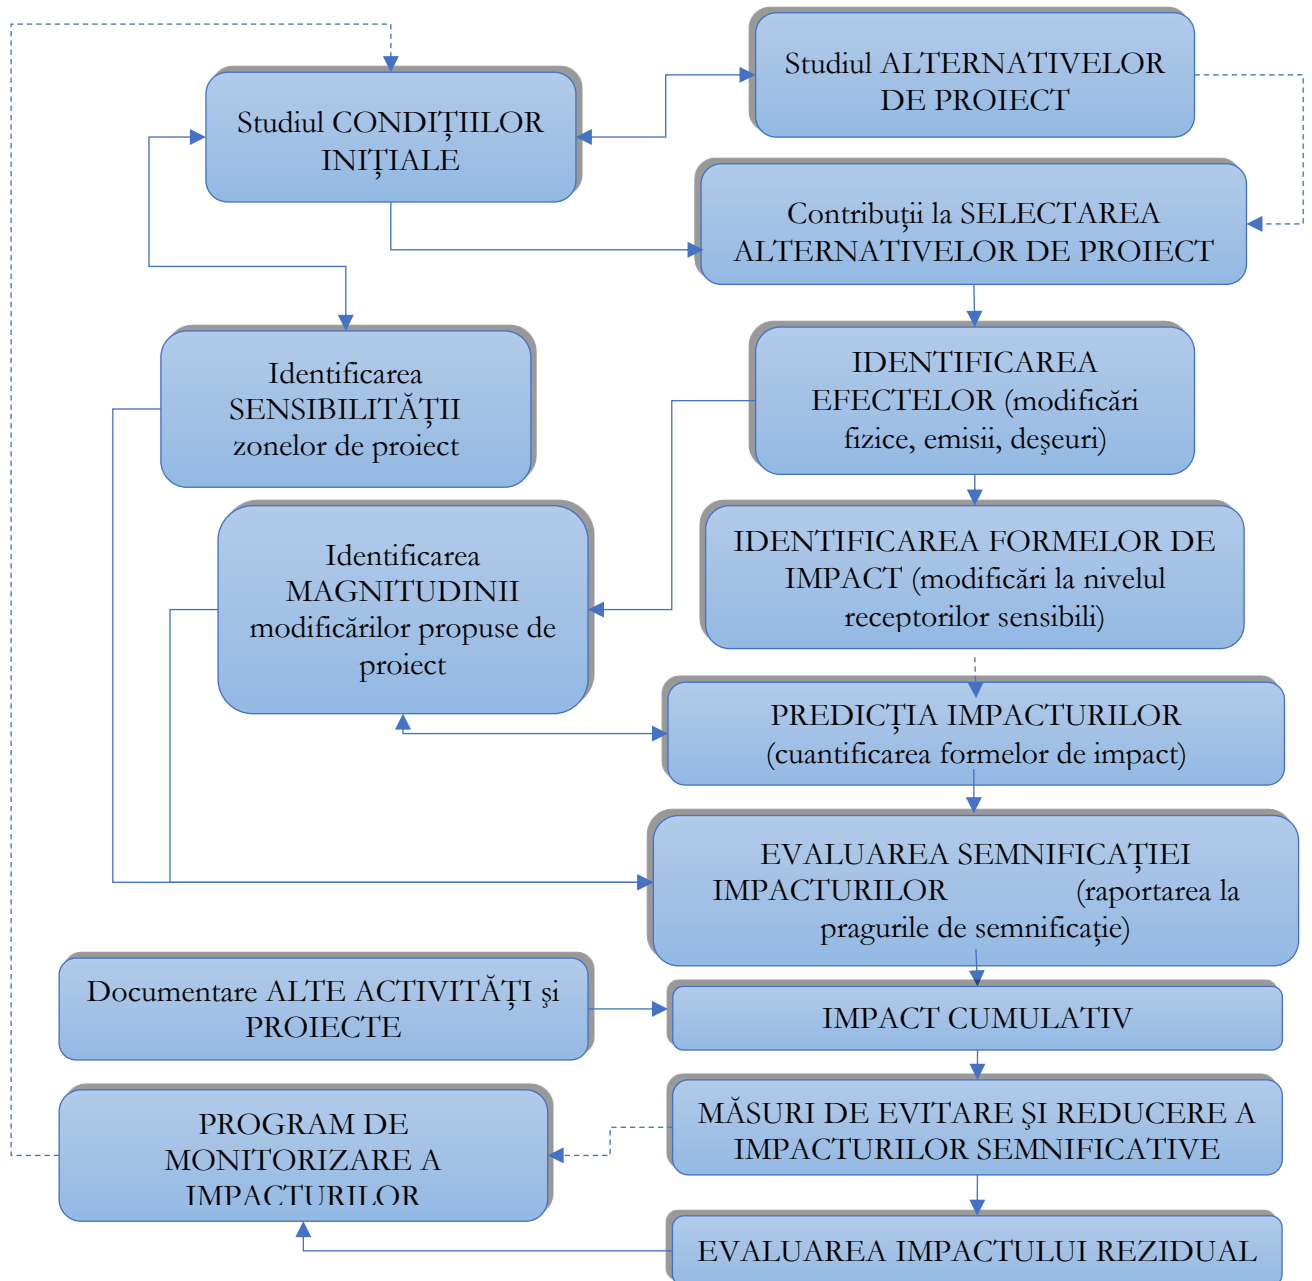 Studiul ALTERNATIVELOR
DE PROIECT
Studiul CONDIȚIILOR
INIȚIALE
Contribuții la SELECTAREA
ALTERNATIVELOR DE PROIECT
Identificarea
SENSIBILITĂȚII
zonelor de proiect
IDENTIFICAREA
EFECTELOR (modificări
fizice, emisii, deşeuri)
Identificarea
MAGNITUDINII
modificărilor propuse de
proiect
IDENTIFICAREA FORMELOR DE
IMPACT (modificări la nivelul
receptorilor sensibili)
PREDICȚIA IMPACTURILOR
(cuantificarea formelor de impact)
EVALUAREA SEMNIFICAȚIEI
IMPACTURILOR (raportarea la
pragurile de semnificație)
Documentare ALTE ACTIVITĂȚI şi
PROIECTE
IMPACT CUMULATIV
MĂSURI DE EVITARE ŞI REDUCERE A
IMPACTURILOR SEMNIFICATIVE
PROGRAM DE
MONITORIZARE A
IMPACTURILOR
EVALUAREA IMPACTULUI REZIDUAL